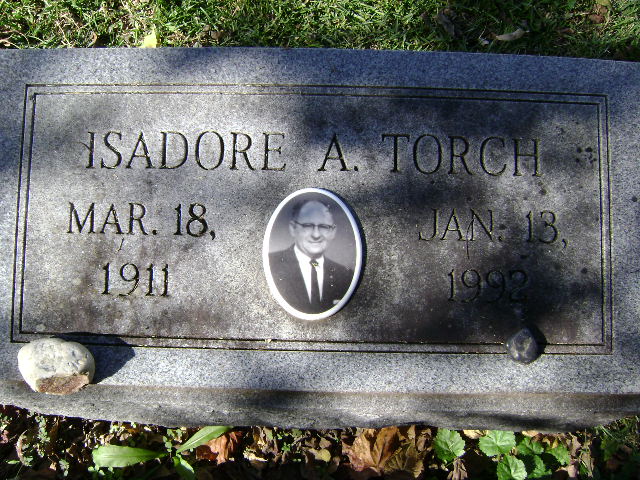 ISADORE A. TORCH
MAR. 18, JAN. 13,
1911 1992